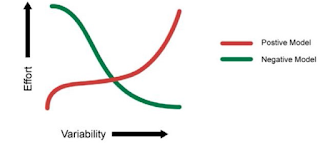 Effort
Postive Model
Negative Model
Variability